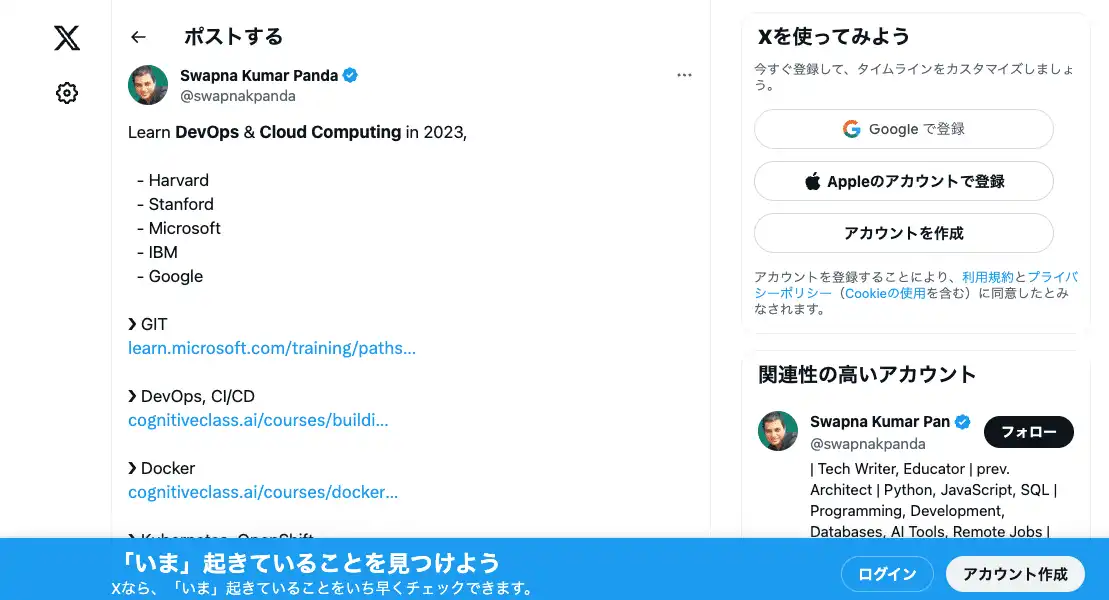 ポストする
Swapna Kumar Panda
@swapnakpanda
Learn DevOps & Cloud Computing in 2023,
- Harvard
- Stanford
- Microsoft
- IBM
- Google
❯ GIT
learn.microsoft.com/training/paths...
❯ DevOps, CI/CD
cognitiveclass.ai/courses/buildi...
❯ Docker
cognitiveclass.ai/courses/docker...
❯ Kubernetes, OpenShift
Xを使ってみよう
今すぐ登録して、タイムラインをカスタマイズしましょ
う。
Google で登録
Appleのアカウントで登録
アカウントを作成
アカウントを登録することにより、利用規約とプライバ
シーポリシー（Cookieの使用を含む）に同意したとみ
なされます。
関連性の高いアカウント
Swapna Kumar Pan
フォロー
@swapnakpanda
| Tech Writer, Educator | prev.
Architect | Python, JavaScript, SQL |
Programming, Development,
Databases, AI Tools, Remote Jobs |
「いま」起きていることを見つけよう
Xなら、「いま」起きていることをいち早くチェックできます。
ログイン
アカウント作成